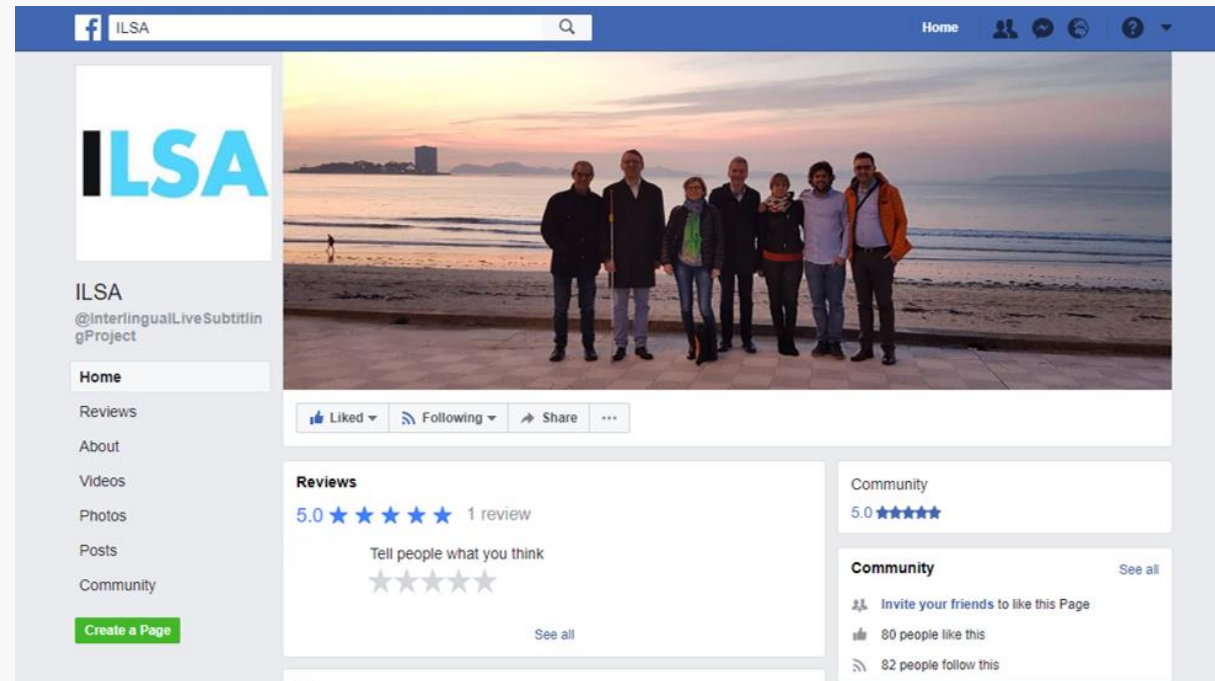 ILSA
Home
ILSA
ILSA
@InterlingualLiveSubtitlin
gProject
Home
Reviews
About
Videos
Photos
Posts
Community
Create a Page
Liked
Following
Share
Reviews
5.0
1 review
Tell people what you think
See all
Community
5.0
Community
See all
Invite your friends to like this Page
80 people like this
82 people follow this